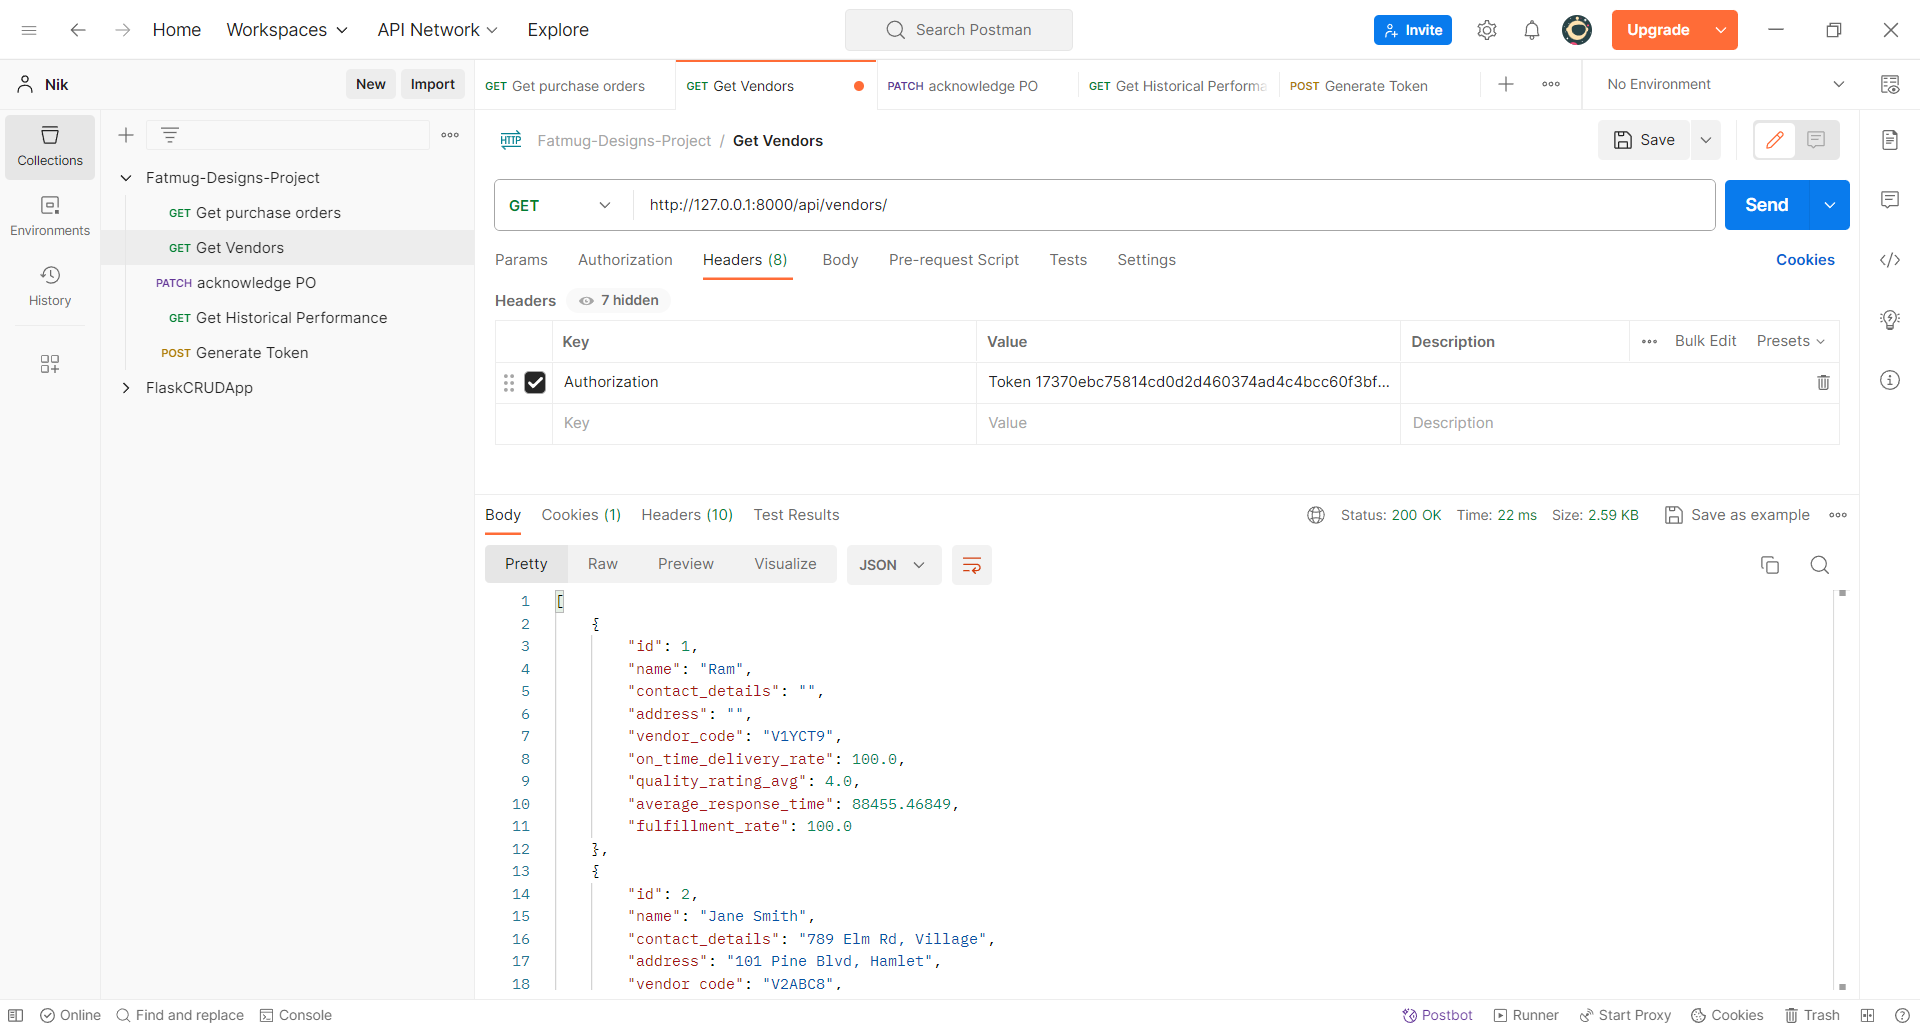 Home Workspaces API Network Explore Search Postman Invite Upgrade
Nik New Import
GET Get purchase orders GET Get Vendors PATCH acknowledge PO GET Get Historical Performa POST Generate Token No Environment
Collections
Environments
History
Fatmug-Designs-Project
GET Get purchase orders
GET Get Vendors
PATCH acknowledge PO
GET Get Historical Performance
POST Generate Token
FlaskCRUDApp
HTTP Fatmug-Designs-Project / Get Vendors Save
GET http://127.0.0.1:8000/api/vendors/ Send
Params Authorization Headers (8) Body Pre-request Script Tests Settings Cookies
Headers 7 hidden
Key Value Description Bulk Edit Presets
Authorization Token 17370ebc75814cd0d2d460374ad4c4bcc60f3bf...
Key Value Description
Body Cookies (1) Headers (10) Test Results Status: 200 OK Time: 22 ms Size: 2.59 KB Save as example
Pretty Raw Preview Visualize JSON
1 [
2 {
3 "id": 1,
4 "name": "Ram",
5 "contact_details": "",
6 "address": "",
7 "vendor_code": "V1YCT9",
8 "on_time_delivery_rate": 100.0,
9 "quality_rating_avg": 4.0,
10 "average_response_time": 88455.46849,
11 "fulfillment_rate": 100.0
12 },
13 {
14 "id": 2,
15 "name": "Jane Smith",
16 "contact_details": "789 Elm Rd, Village",
17 "address": "101 Pine Blvd, Hamlet",
18 "vendor_code": "V2ABC8",
Online Find and replace Console Postbot Runner Start Proxy Cookies Trash